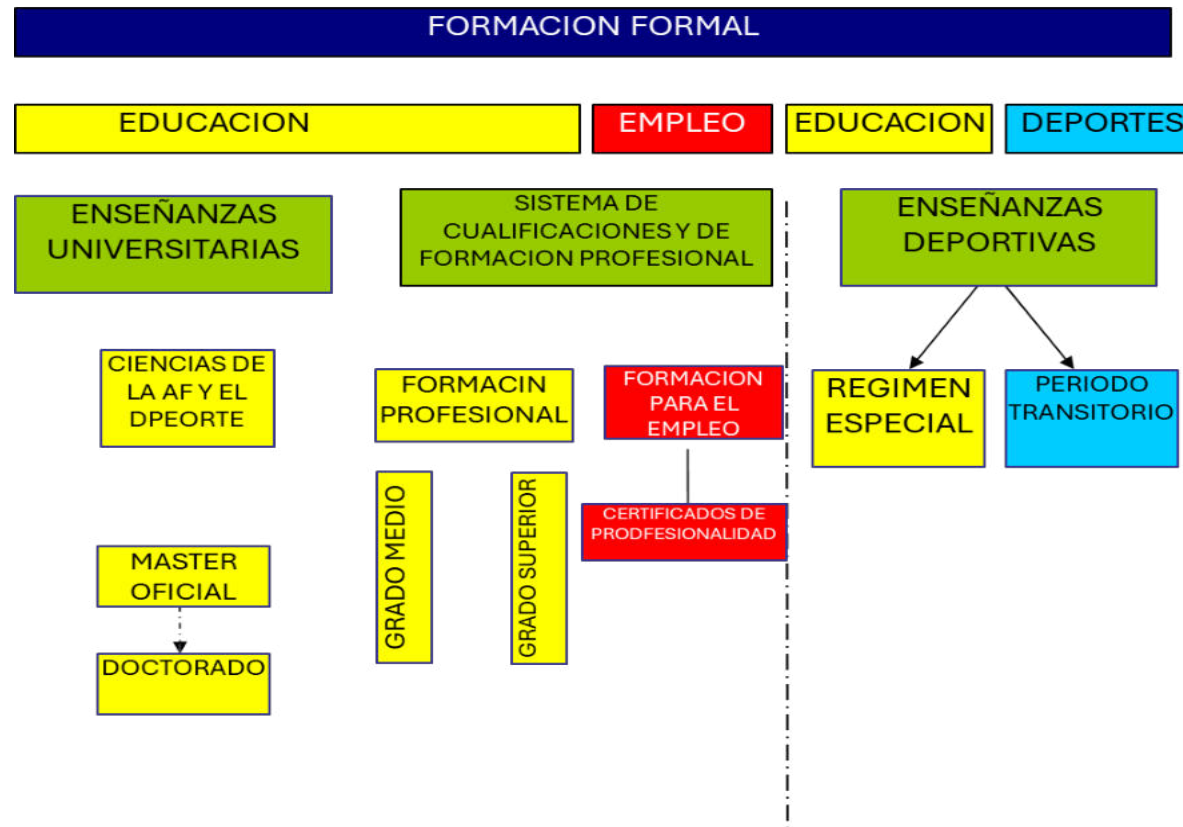 FORMACION FORMAL
EDUCACION
EMPLEO
EDUCACION
DEPORTES
ENSEÑANZAS
UNIVERSITARIAS
SISTEMA DE
CUALIFICACIONES Y DE
FORMACION PROFESIONAL
ENSEÑANZAS
DEPORTIVAS
CIENCIAS DE
LA AF Y EL
DPEORTE
FORMACIN
PROFESIONAL
FORMACION
PARA EL
EMPLEO
REGIMEN
ESPECIAL
PERIODO
TRANSITORIO
GRADO MEDIO
GRADO SUPERIOR
CERTIFICADOS DE
PRODFESIONALIDAD
MASTER
OFICIAL
DOCTORADO